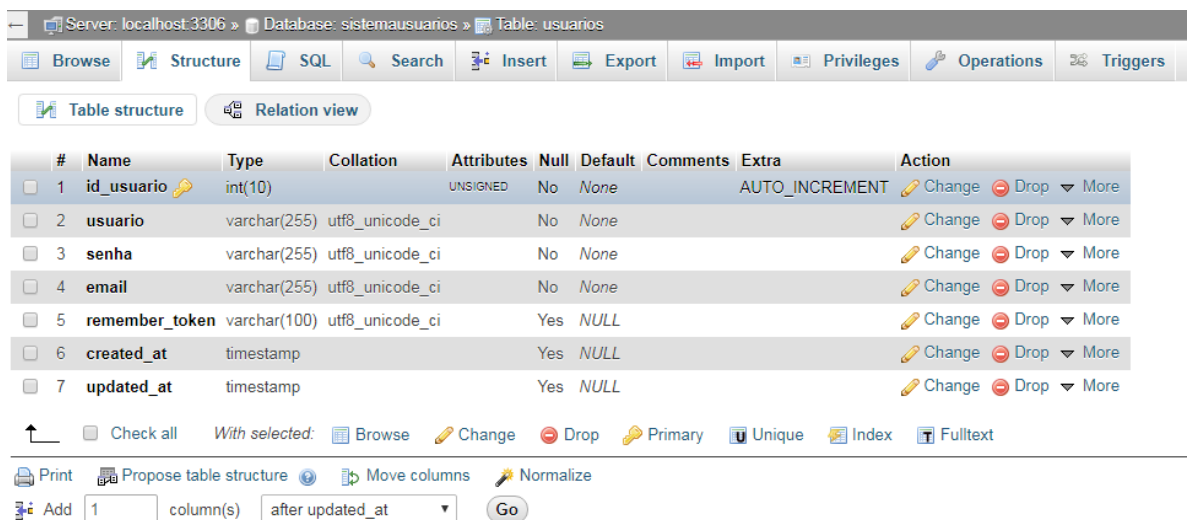 ← Server: localhost:3306 » Database: sistemausuarios » Table: usuarios
Browse Structure SQL Search Insert Export Import Privileges Operations Triggers
Table structure Relation view
# Name Type Collation Attributes Null Default Comments Extra Action
1 id_usuario int(10) UNSIGNED No None AUTO_INCREMENT Change Drop More
2 usuario varchar(255) utf8_unicode_ci No None Change Drop More
3 senha varchar(255) utf8_unicode_ci No None Change Drop More
4 email varchar(255) utf8_unicode_ci No None Change Drop More
5 remember_token varchar(100) utf8_unicode_ci Yes NULL Change Drop More
6 created_at timestamp Yes NULL Change Drop More
7 updated_at timestamp Yes NULL Change Drop More
Check all With selected: Browse Change Drop Primary Unique Index Fulltext
Print Propose table structure Move columns Normalize
Add 1 column(s) after updated_at Go